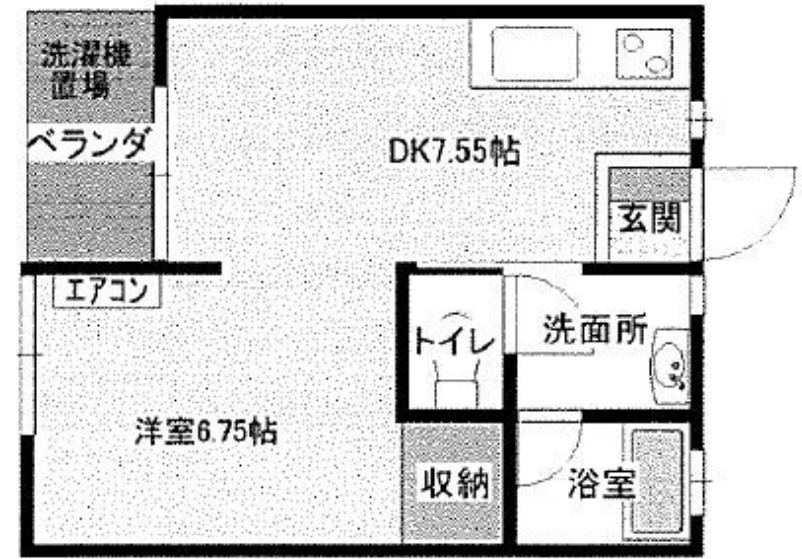 洗濯機
置場
ベランダ
DK7.55帖
玄関
エアコン
トイレ
洗面所
洋室6.75帖
収納
浴室